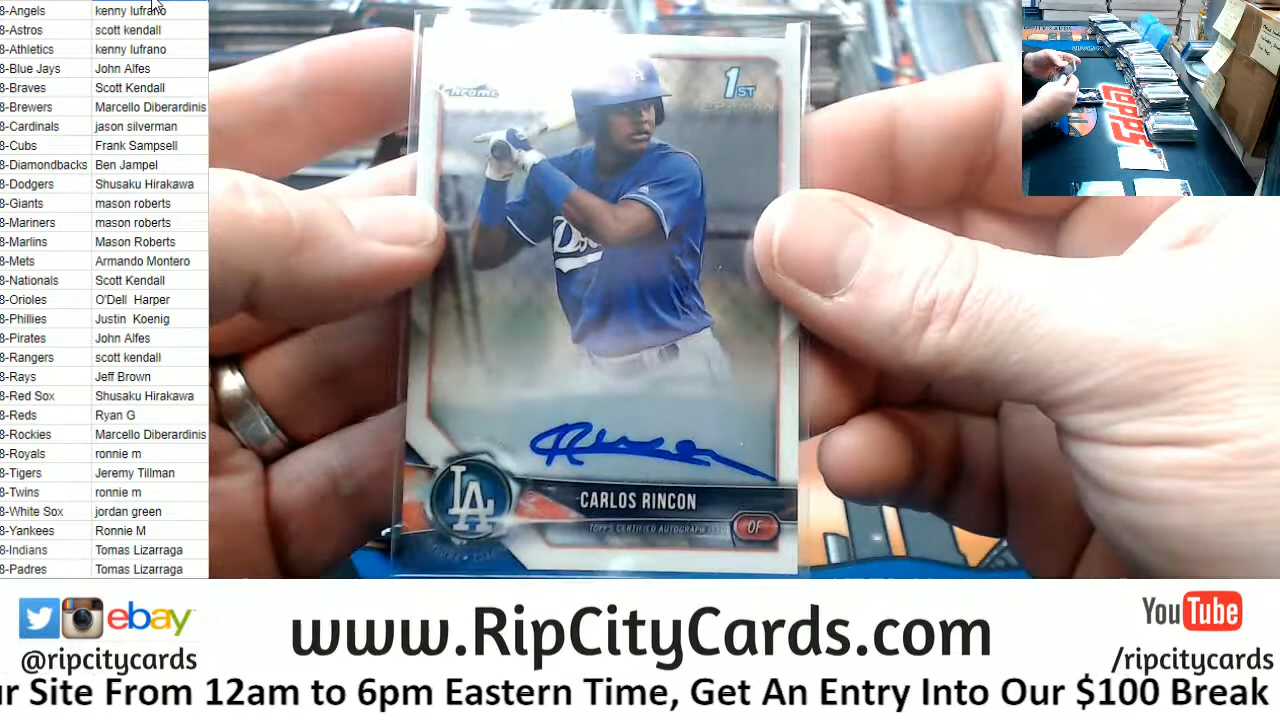 8-Angels kenny lufrano
8-Astros scott kendall
8-Athletics kenny lufrano
8-Blue Jays John Alfes
8-Braves Scott Kendall
8-Brewers Marcello Diberardinis
8-Cardinals jason silverman
8-Cubs Frank Sampsell
8-Diamondbacks Ben Jampel
8-Dodgers Shusaku Hirakawa
8-Giants mason roberts
8-Mariners mason roberts
8-Marlins Mason Roberts
8-Mets Armando Montero
8-Nationals Scott Kendall
8-Orioles O'Dell Harper
8-Phillies Justin Koenig
8-Pirates John Alfes
8-Rangers scott kendall
8-Rays Jeff Brown
8-Red Sox Shusaku Hirakawa
8-Reds Ryan G
8-Rockies Marcello Diberardinis
8-Royals ronnie m
8-Tigers Jeremy Tillman
8-Twins ronnie m
8-White Sox jordan green
8-Yankees Ronnie M
8-Indians Tomas Lizarraga
8-Padres Tomas Lizarraga
Chrome
1ST
BOWMAN
LA
CARLOS RINCON
TOPPS CERTIFIED AUTOGRAPH
OF
topps
ebay
@ripcitycards
www.RipCityCards.com
YouTube
/ripcitycards
ur Site From 12am to 6pm Eastern Time, Get An Entry Into Our $100 Break